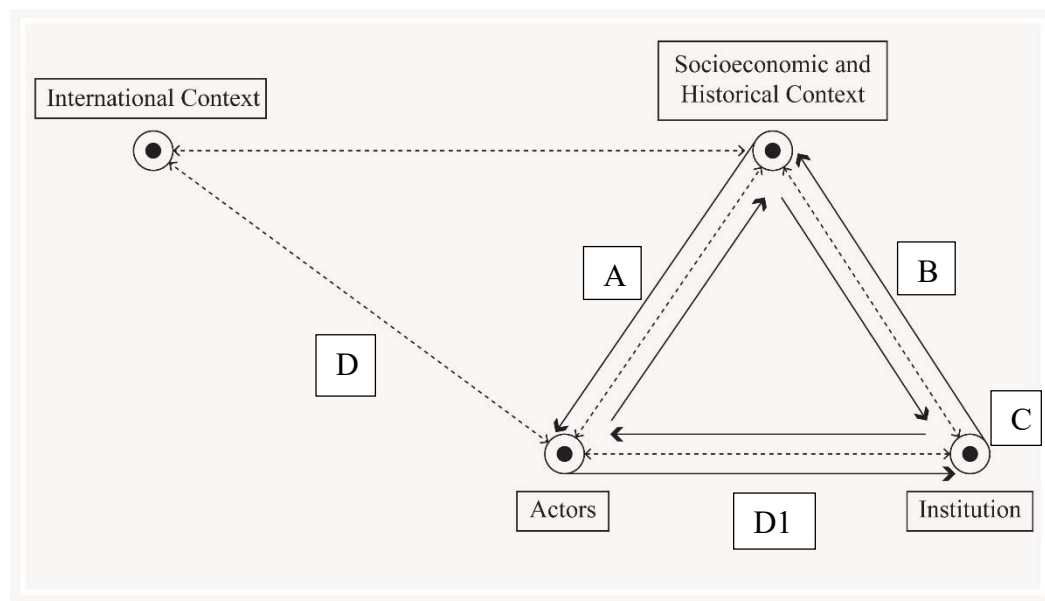 Socioeconomic and
Historical Context
International Context
A
B
D
C
Actors
D1
Institution